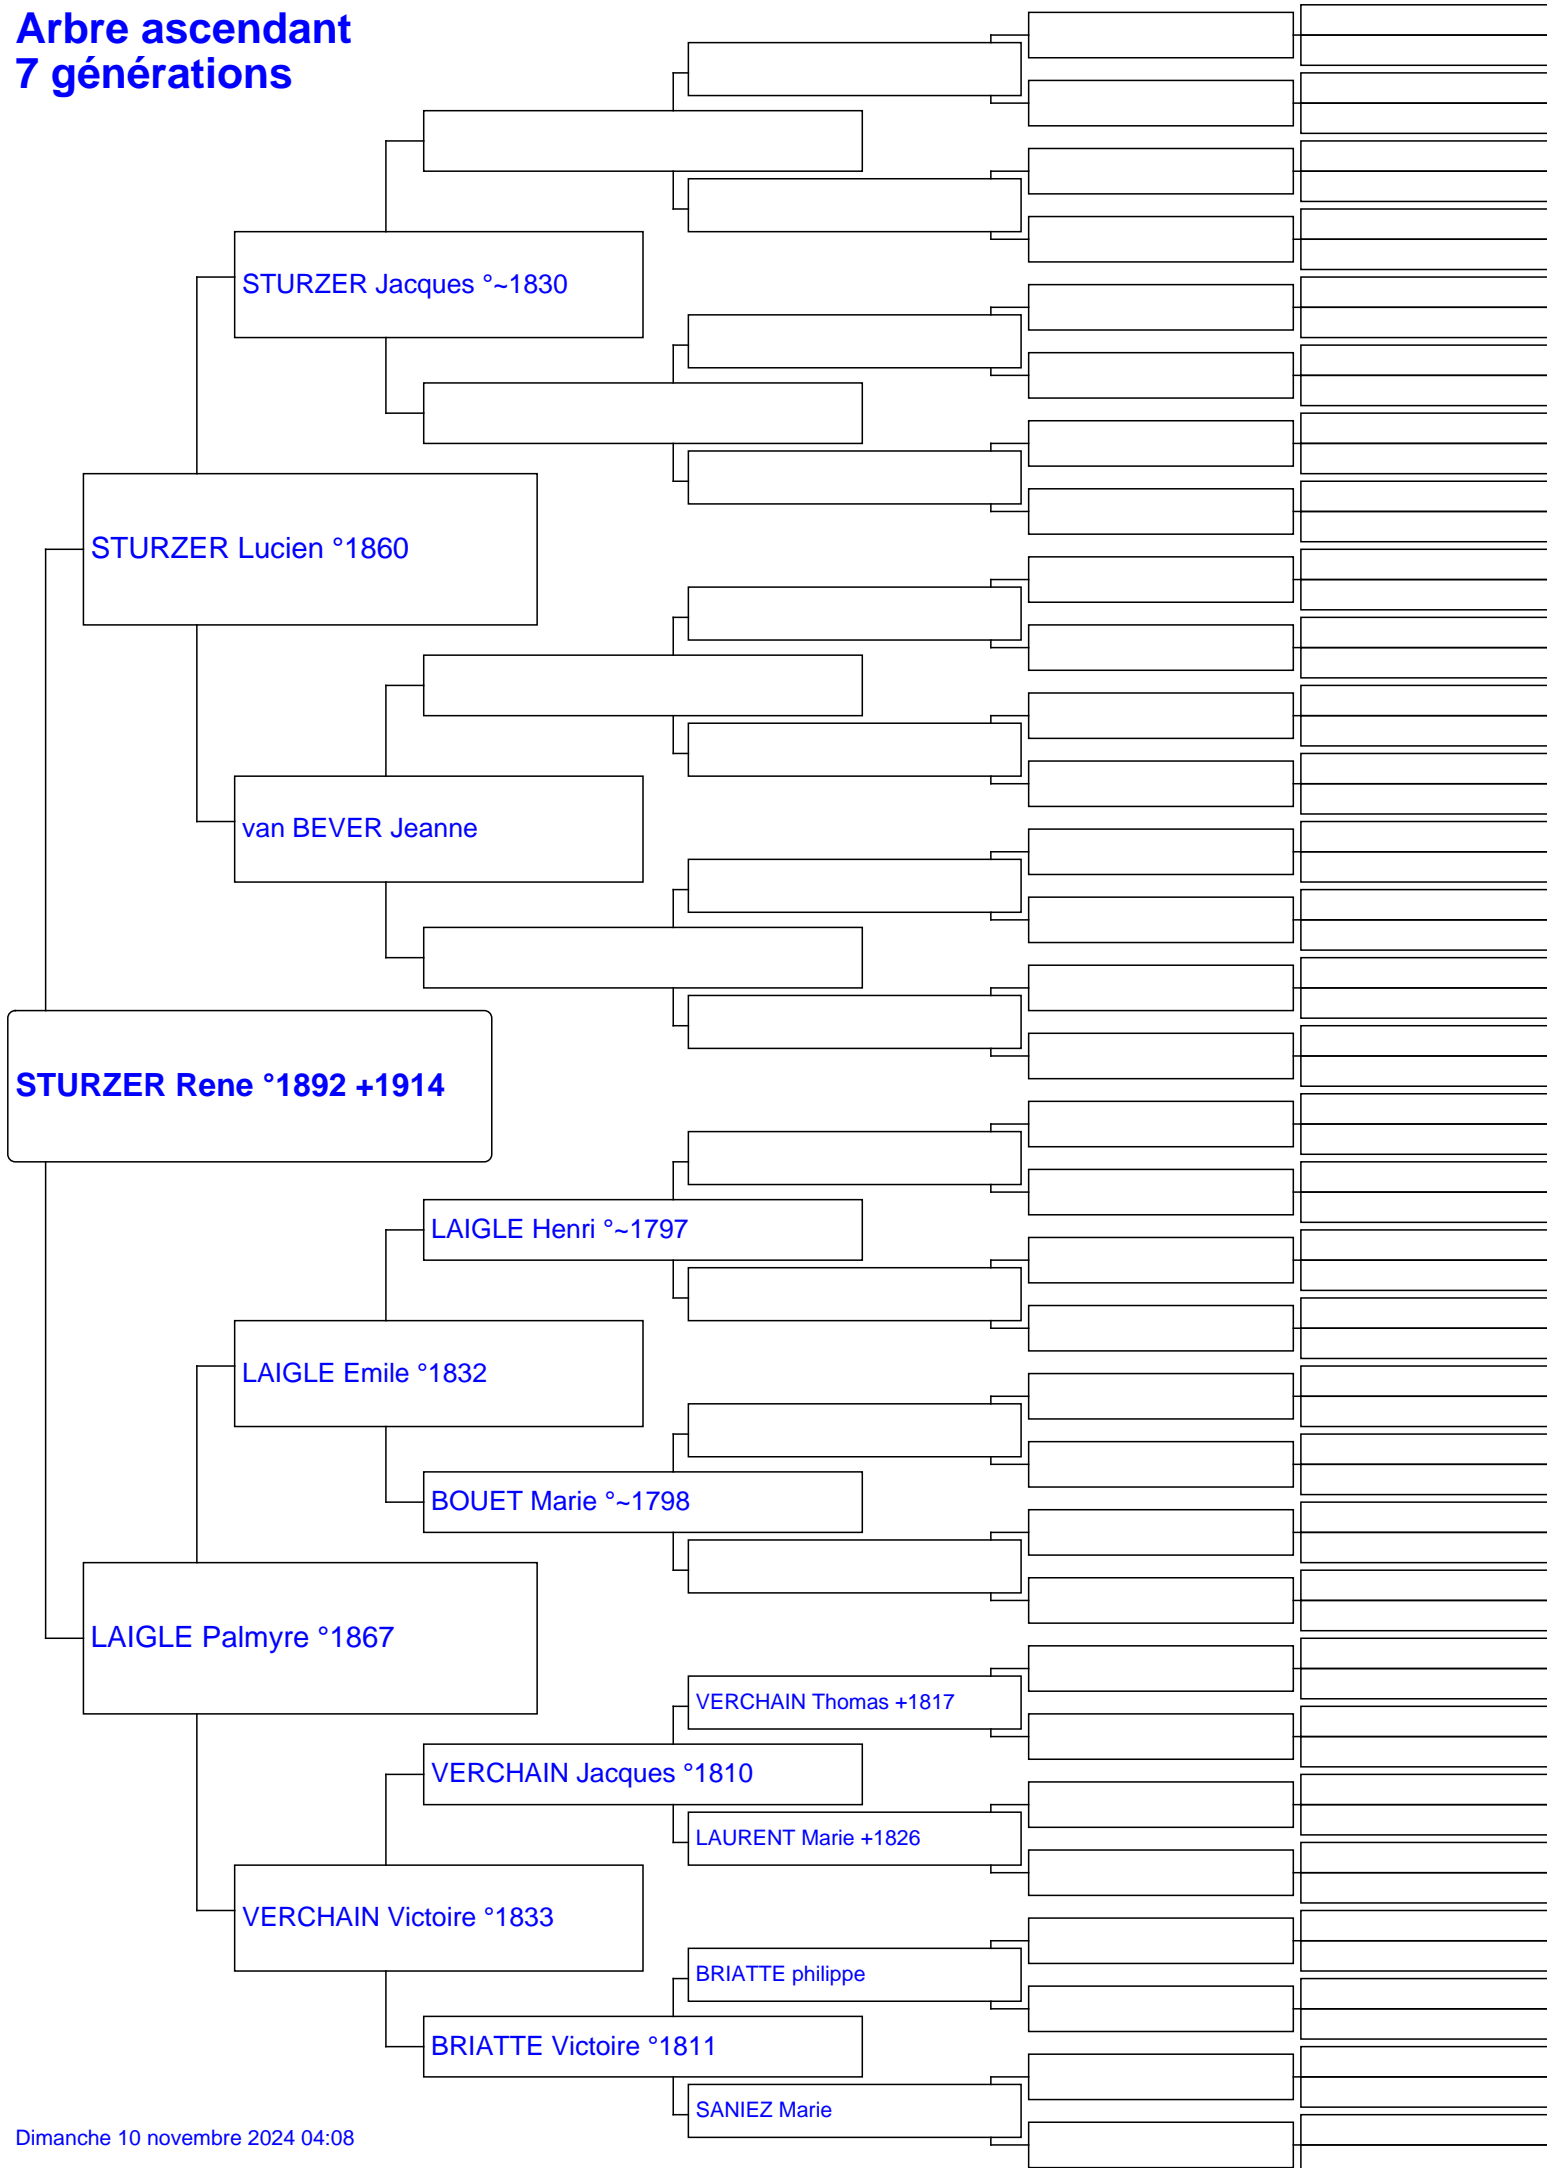 Arbre ascendant
7 générations
STURZER Jacques °~1830
STURZER Lucien °1860
van BEVER Jeanne
STURZER Rene °1892 +1914
LAIGLE Henri °~1797
LAIGLE Emile °1832
BOUET Marie °~1798
LAIGLE Palmyre °1867
VERCHAIN Thomas +1817
VERCHAIN Jacques °1810
LAURENT Marie +1826
VERCHAIN Victoire °1833
BRIATTE philippe
BRIATTE Victoire °1811
SANIEZ Marie
Dimanche 10 novembre 2024 04:08